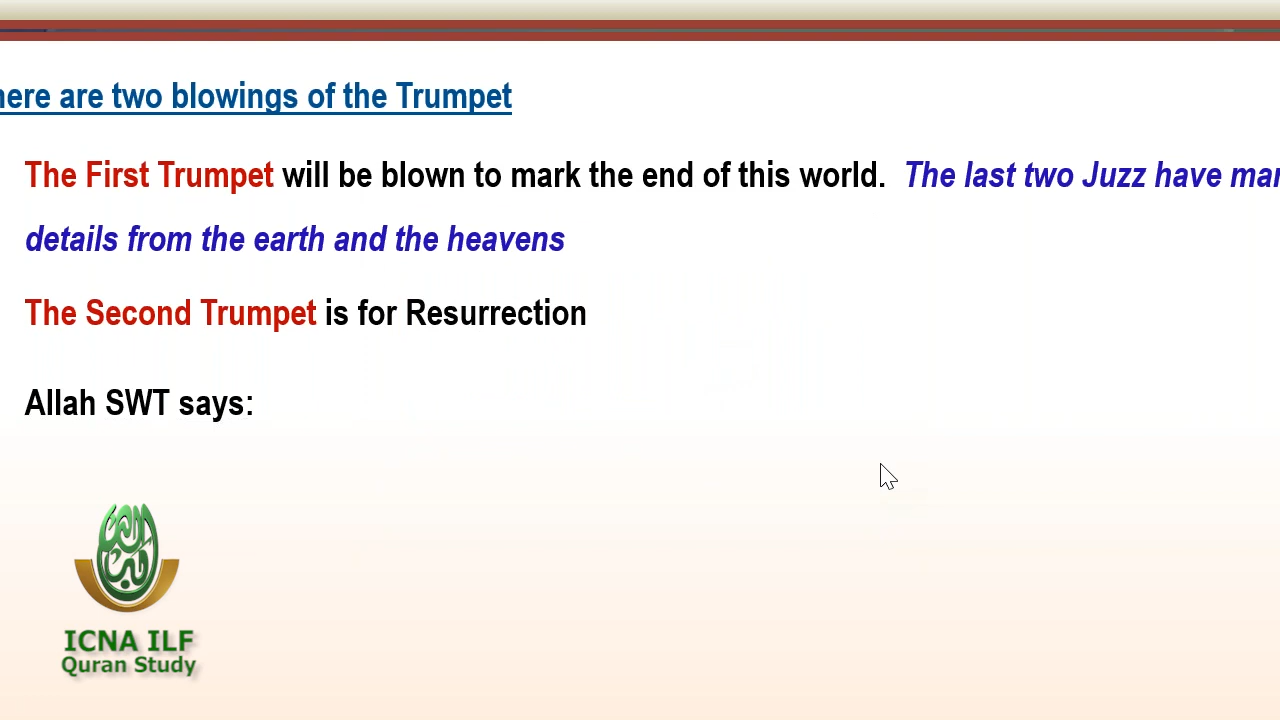 here are two blowings of the Trumpet
The First Trumpet will be blown to mark the end of this world. The last two Juzz have mar
details from the earth and the heavens
The Second Trumpet is for Resurrection
Allah SWT says:
ICNA ILF
Quran Study